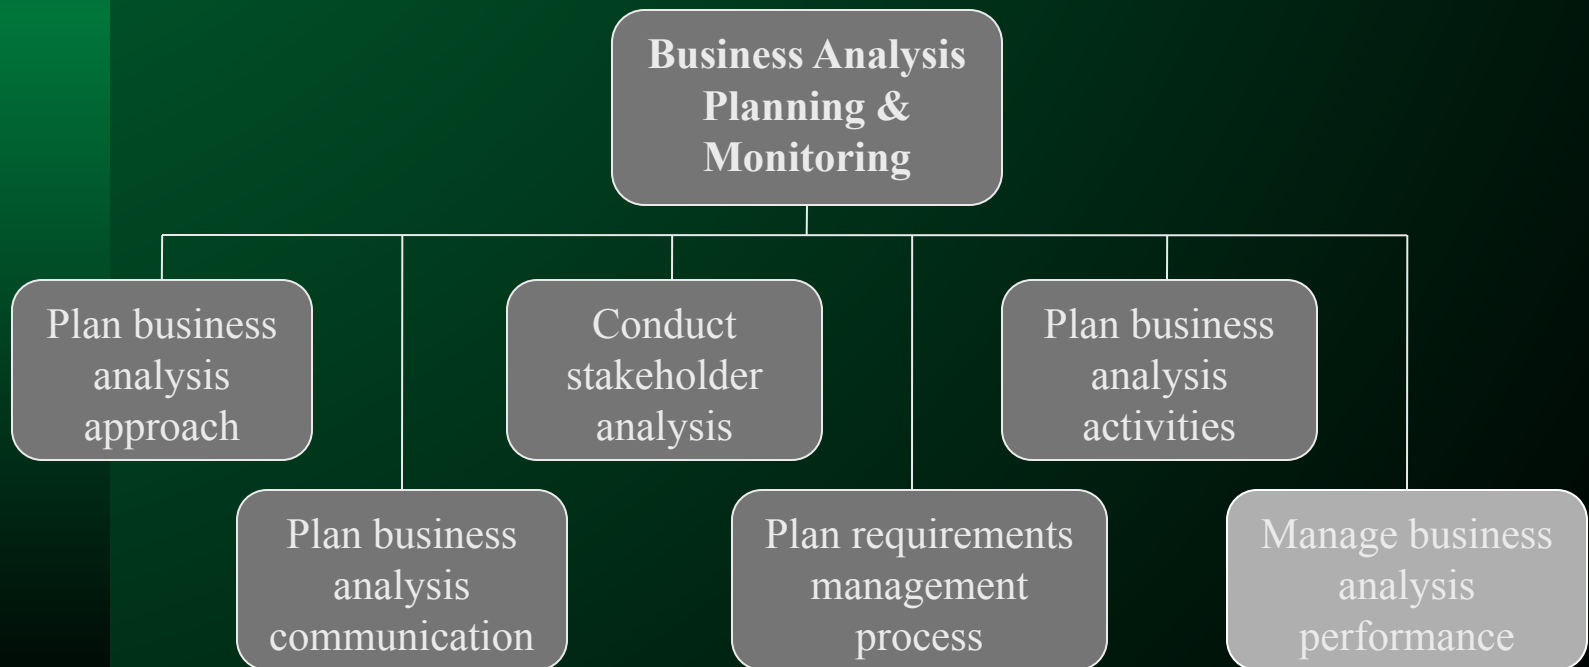 Business Analysis
Planning &
Monitoring
Plan business
analysis
approach
Conduct
stakeholder
analysis
Plan business
analysis
activities
Plan business
analysis
communication
Plan requirements
management
process
Manage business
analysis
performance